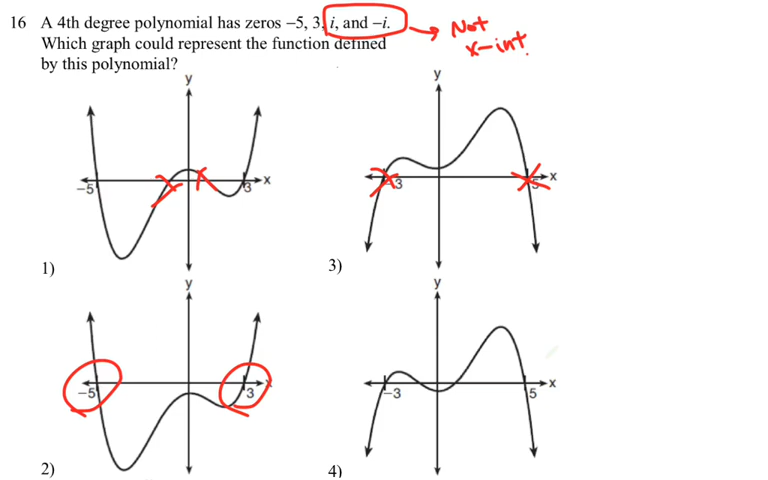 16 A 4th degree polynomial has zeros −5, 3, i, and −i.
Which graph could represent the function defined
by this polynomial?
Not
x-int.
y
x
−5
3
1)
y
x
−3
5
3)
y
x
−5
3
2)
y
x
−3
5
4)